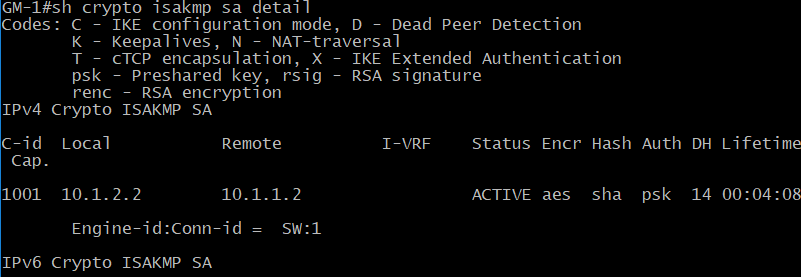 GM-1#sh crypto isakmp sa detail
Codes: C - IKE configuration mode, D - Dead Peer Detection
       K - Keepalives, N - NAT-traversal
       T - cTCP encapsulation, X - IKE Extended Authentication
       psk - Preshared key, rsig - RSA signature
       renc - RSA encryption
IPv4 Crypto ISAKMP SA

C-id  Local           Remote          I-VRF    Status Encr Hash Auth DH Lifetime
 Cap.

1001  10.1.2.2        10.1.1.2                 ACTIVE aes  sha  psk  14 00:04:08

       Engine-id:Conn-id =  SW:1

IPv6 Crypto ISAKMP SA